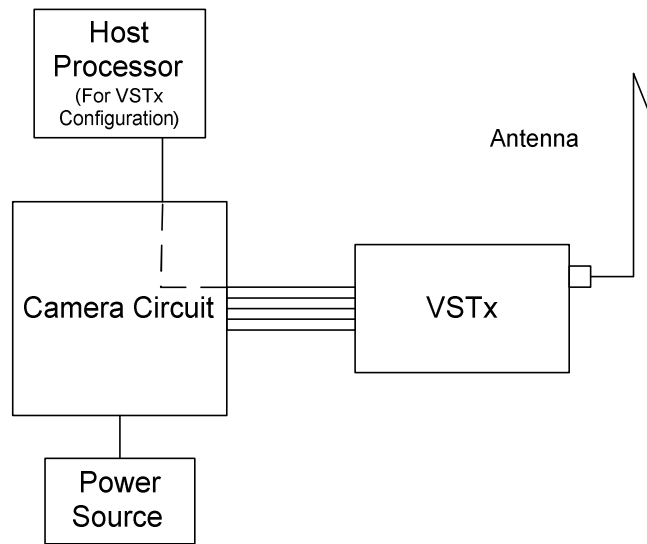 Host
Processor
(For VSTx
Configuration)
Antenna
Camera Circuit
VSTx
Power
Source